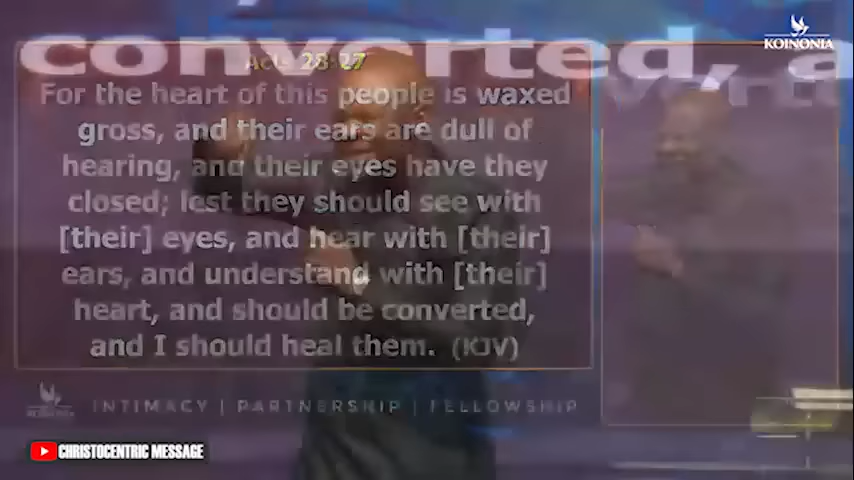 converted, a
KOINONIA
Acts 28:27
For the heart of this people is waxed
gross, and their ears are dull of
hearing, and their eyes have they
closed; lest they should see with
[their] eyes, and hear with [their]
ears, and understand with [their]
heart, and should be converted,
and I should heal them. (KJV)
INTIMACY | PARTNERSHIP | FELLOWSHIP
CHRISTOCENTRIC MESSAGE